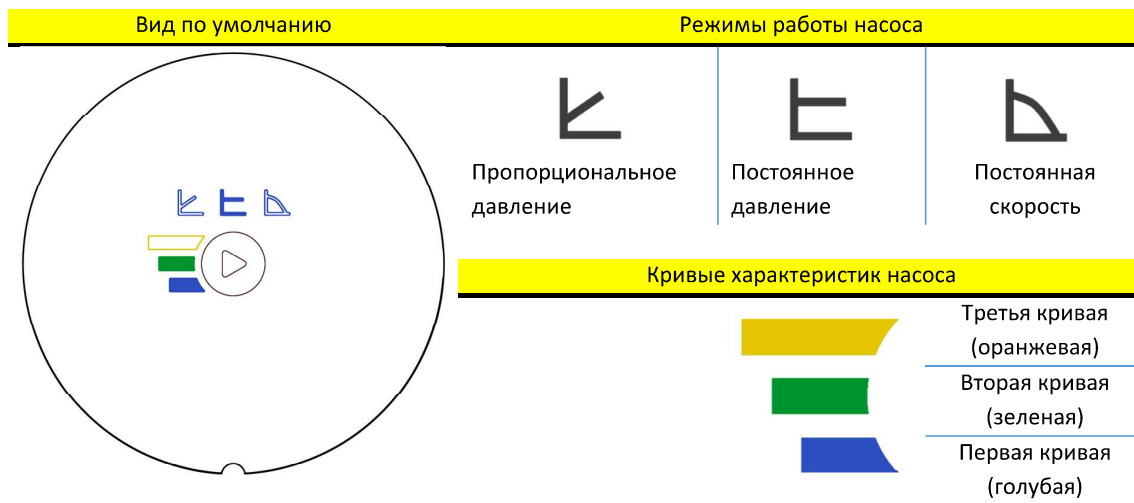 Вид по умолчанию
Режимы работы насоса
Пропорциональное
давление
Постоянное
давление
Постоянная
скорость
Кривые характеристик насоса
Третья кривая
(оранжевая)
Вторая кривая
(зеленая)
Первая кривая
(голубая)